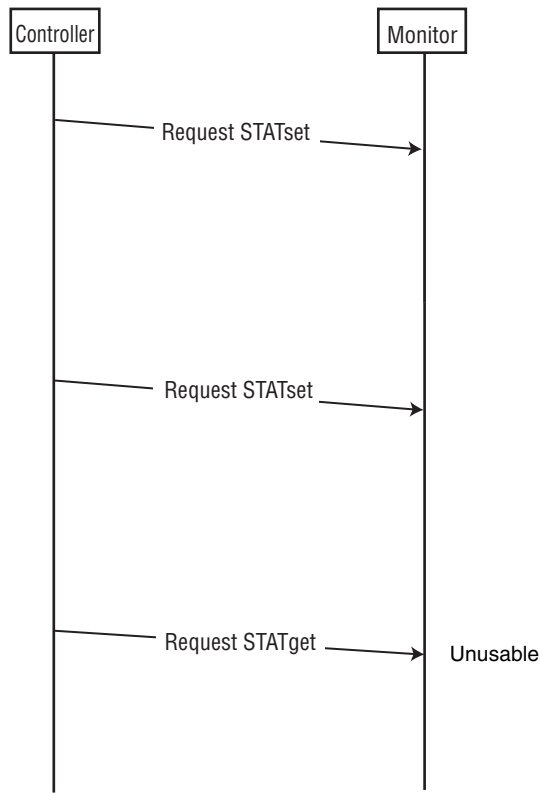 Controller
Monitor
Request STATset
Request STATset
Request STATget
Unusable